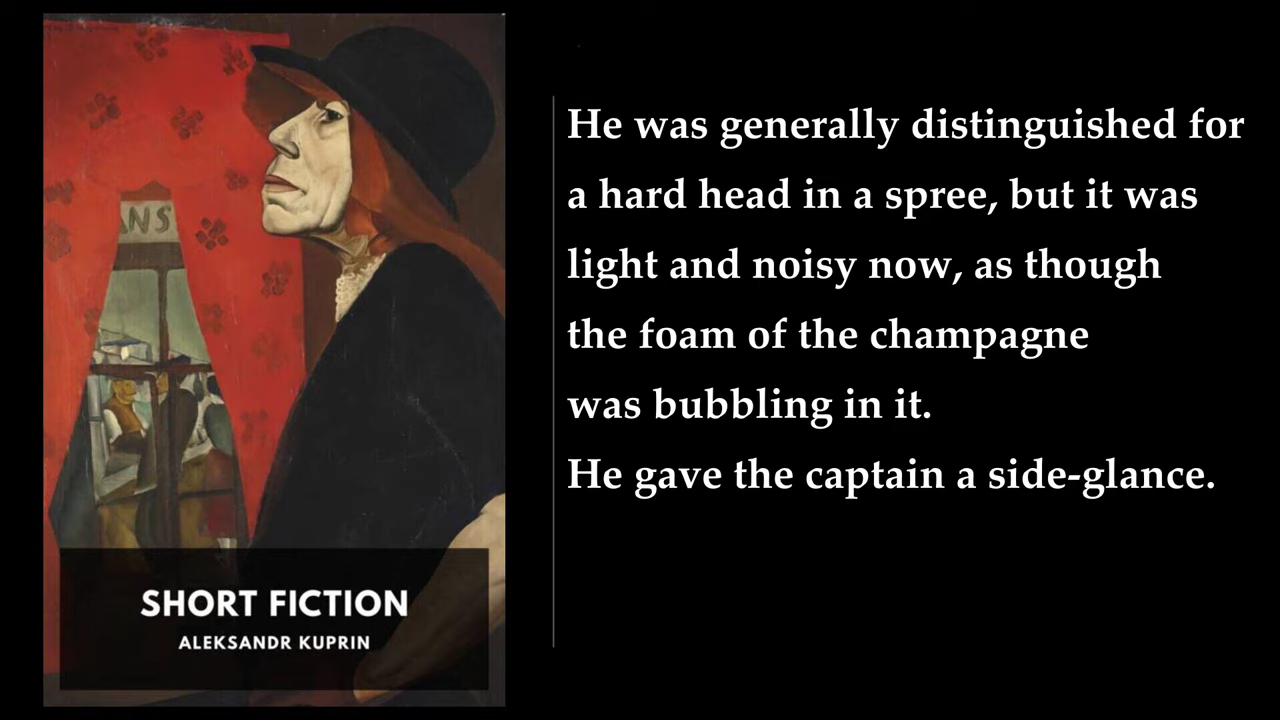 ANS
SHORT FICTION
ALEKSANDR KUPRIN
He was generally distinguished for
a hard head in a spree, but it was
light and noisy now, as though
the foam of the champagne
was bubbling in it.
He gave the captain a side-glance.